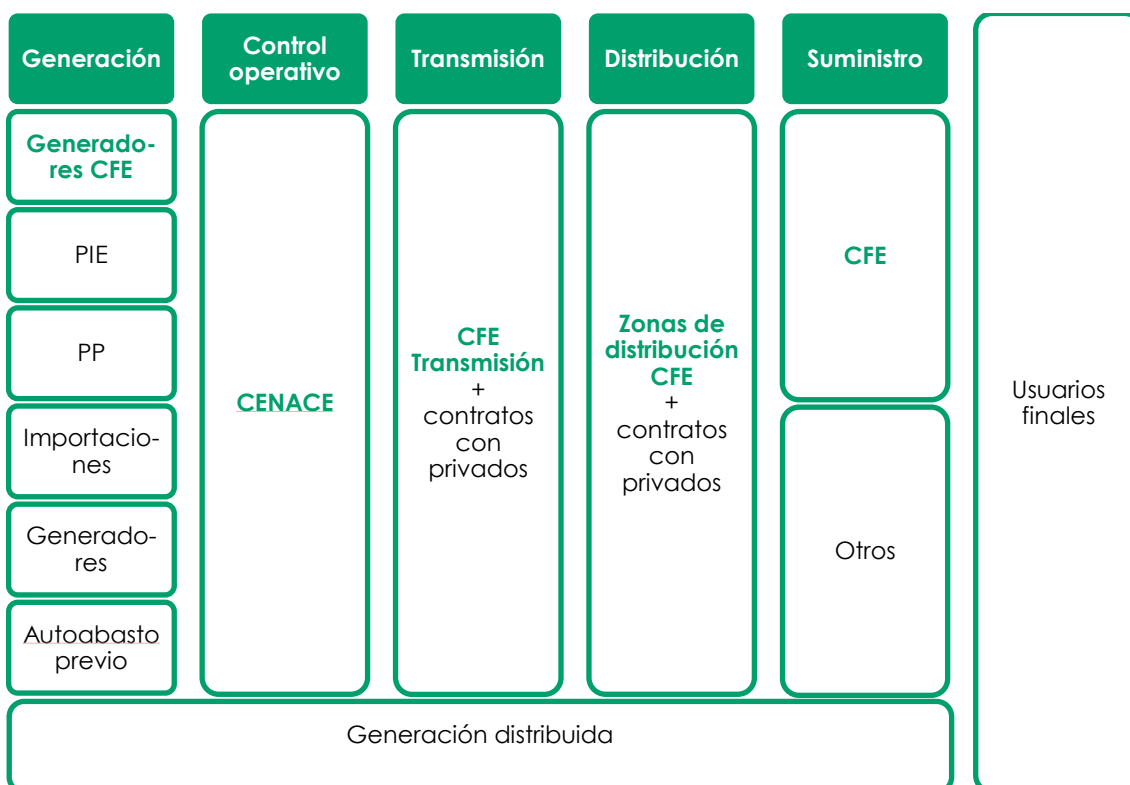 Generación
Control
operativo
Transmisión
Distribución
Suministro
Generado-
res CFE
PIE
PP
Importacio-
nes
Generado-
res
Autoabasto
previo
CENACE
CFE
Transmisión
+
contratos
con
privados
Zonas de
distribución
CFE
+
contratos
con
privados
CFE
Otros
Usuarios
finales
Generación distribuida